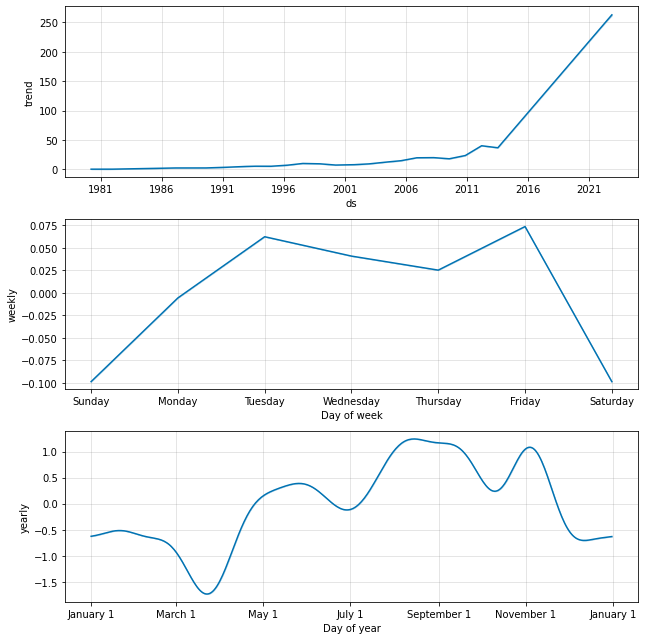 250
200
150
100
50
0
trend
1981 1986 1991 1996 2001 2006 2011 2016 2021
ds
0.075
0.050
0.025
0.000
−0.025
−0.050
−0.075
−0.100
weekly
Sunday Monday Tuesday Wednesday Thursday Friday Saturday
Day of week
1.0
0.5
0.0
−0.5
−1.0
−1.5
yearly
January 1 March 1 May 1 July 1 September 1 November 1 January 1
Day of year